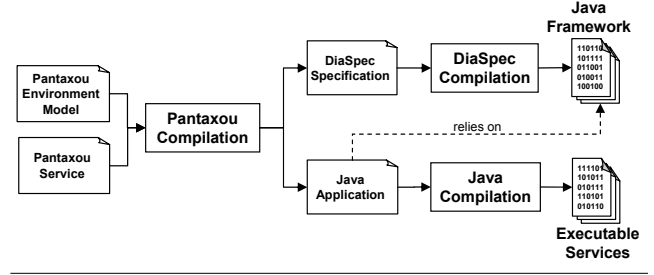 Java
Framework
110110
101111
011001
010011
100100
DiaSpec
Specification
DiaSpec
Compilation
Pantaxou
Environment
Model
Pantaxou
Compilation
relies on
Pantaxou
Service
Java
Application
Java
Compilation
111101
101011
010111
110101
010110
Executable
Services